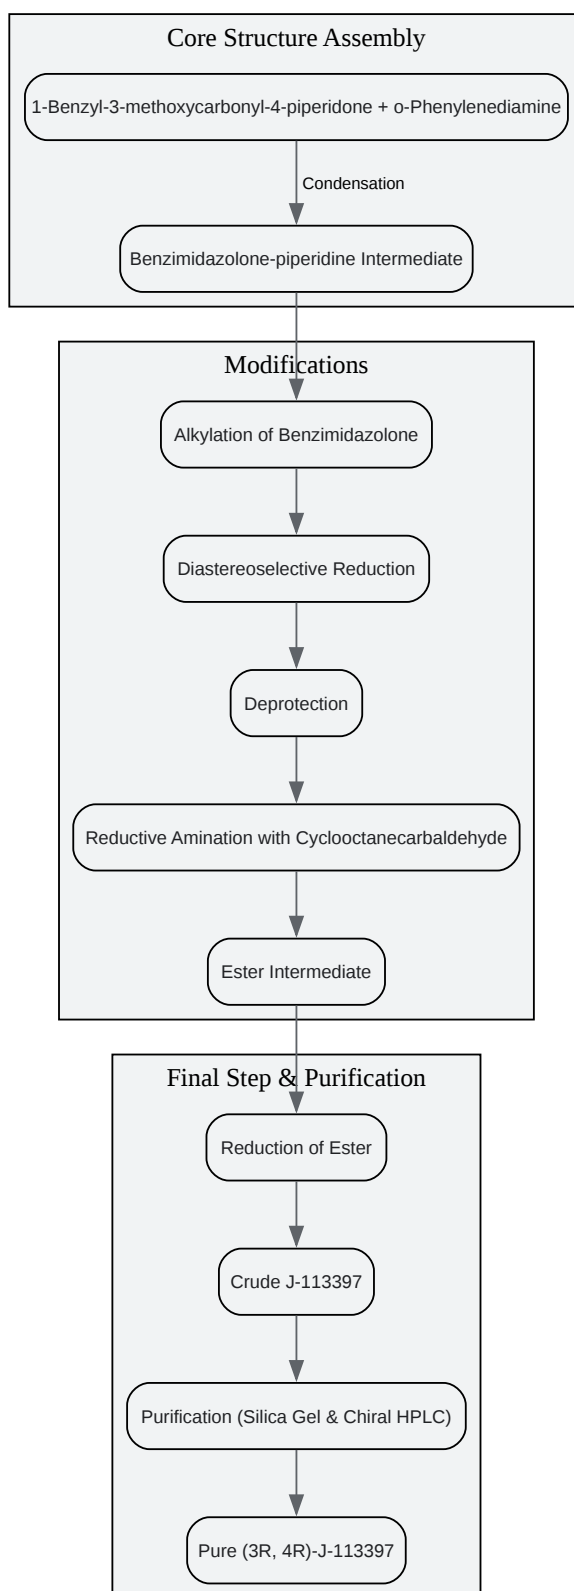 Core Structure Assembly
1-Benzyl-3-methoxycarbonyl-4-piperidone + o-Phenylenediamine
Condensation
Benzimidazolone-piperidine Intermediate
Modifications
Alkylation of Benzimidazolone
Diastereoselective Reduction
Deprotection
Reductive Amination with Cyclooctanecarbaldehyde
Ester Intermediate
Final Step & Purification
Reduction of Ester
Crude J-113397
Purification (Silica Gel & Chiral HPLC)
Pure (3R, 4R)-J-113397